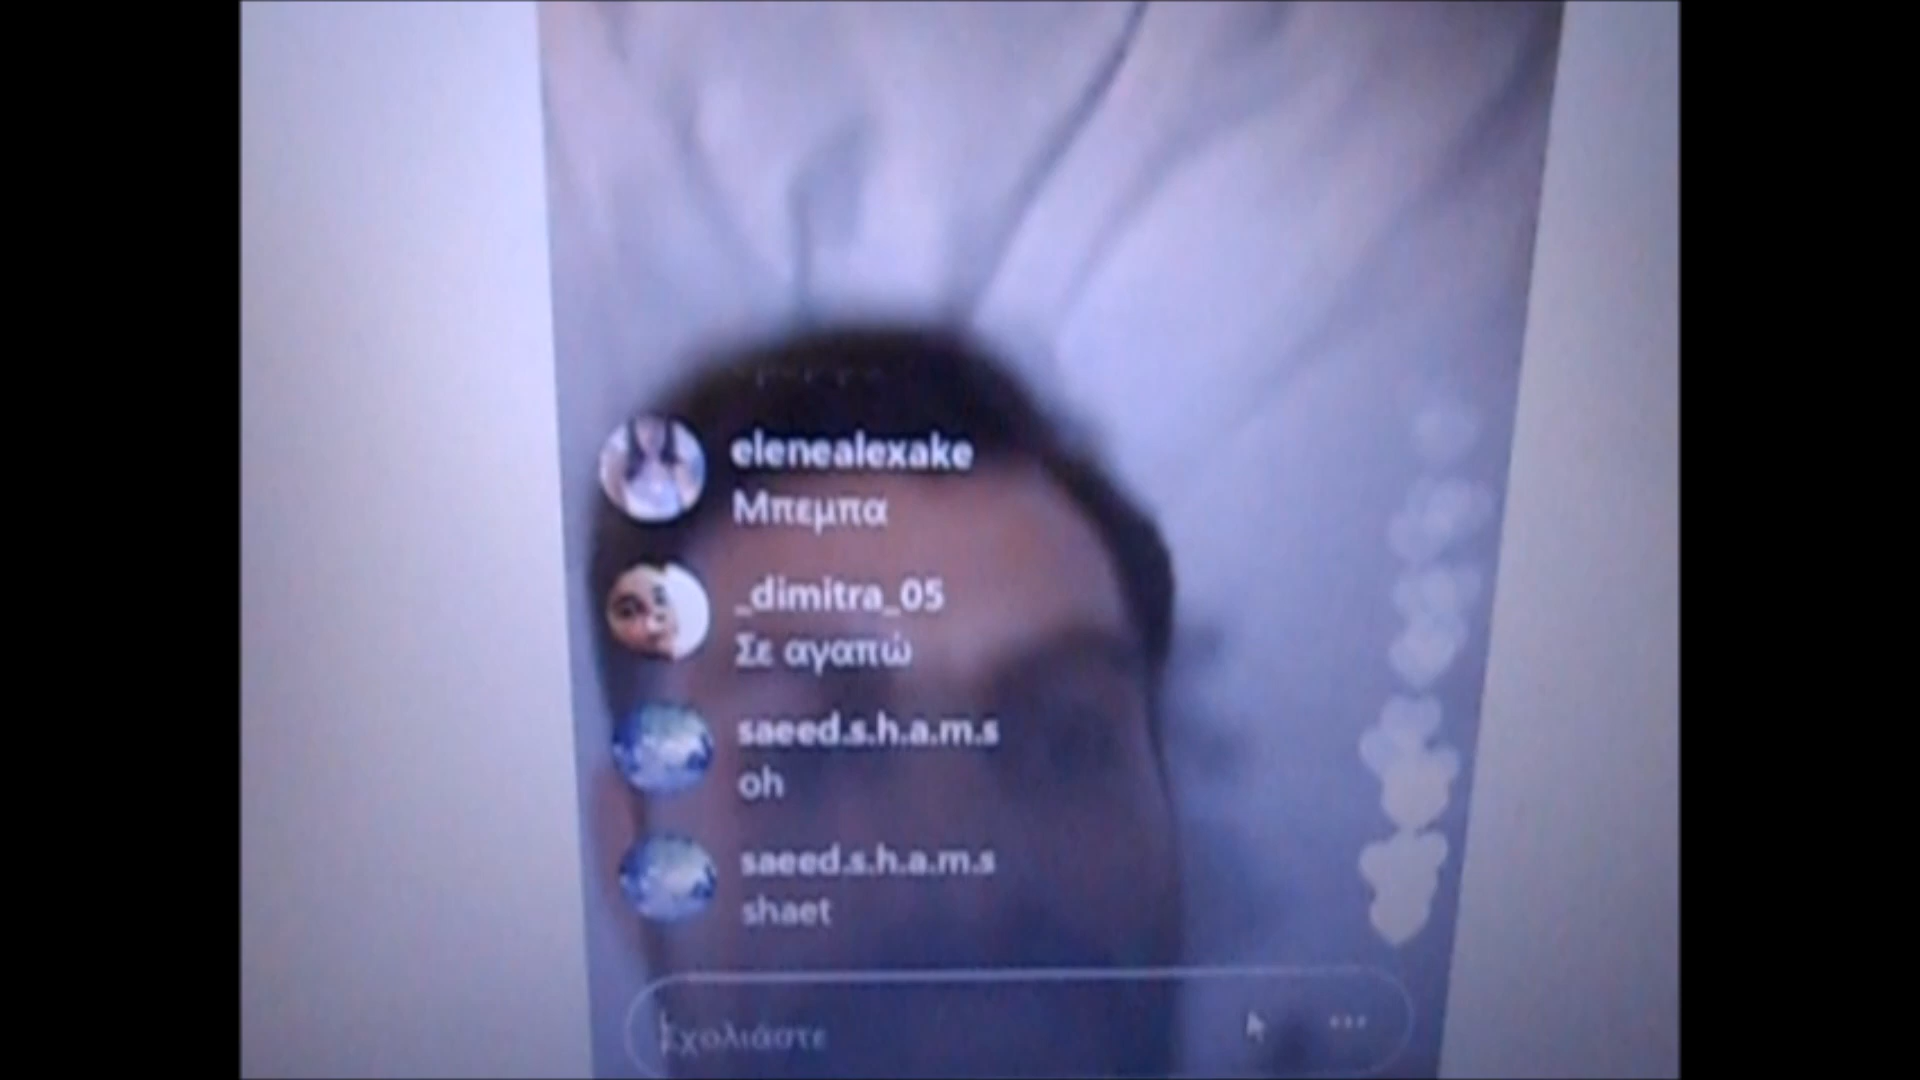 elenealexake
Μπεμπα
_dimitra_05
Σε αγαπώ
saeed.s.h.a.m.s
oh
saeed.s.h.a.m.s
shaet
Σχολιάστε